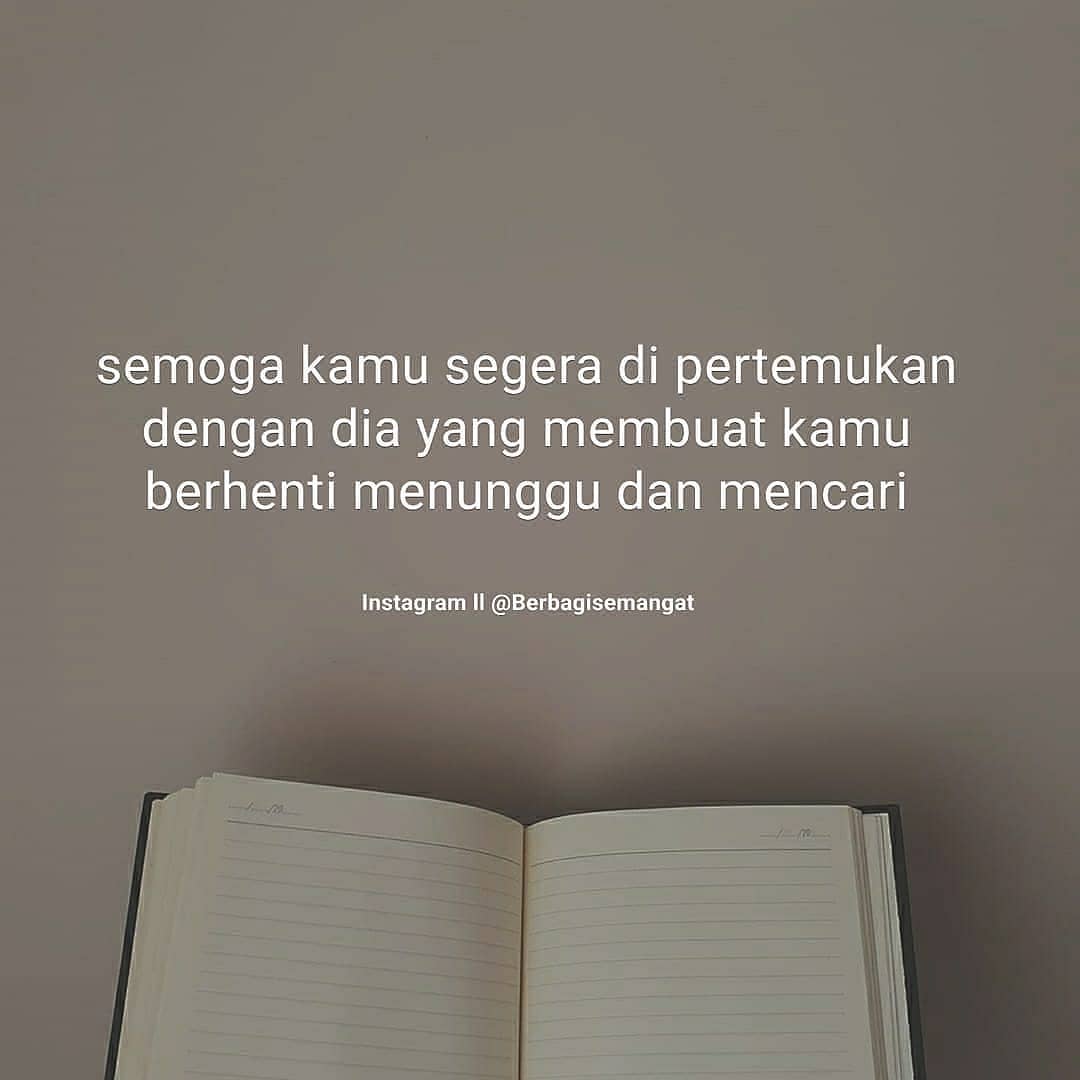 semoga kamu segera di pertemukan
dengan dia yang membuat kamu
berhenti menunggu dan mencari
Instagram ll @Berbagisemangat